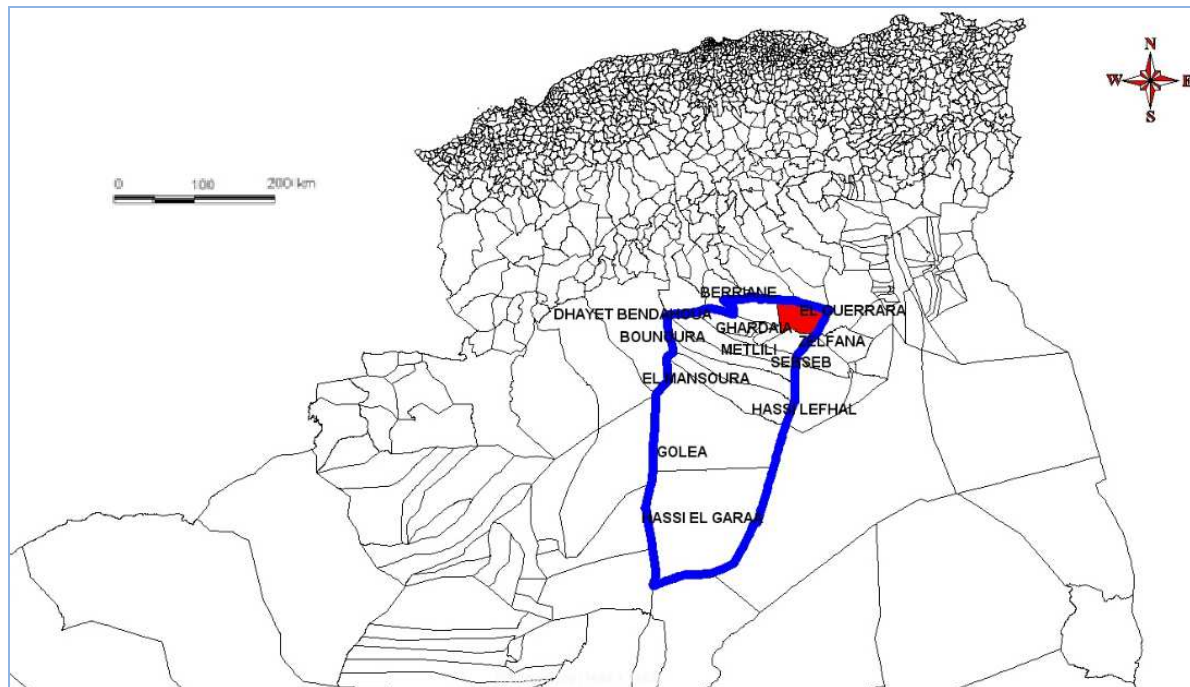 N
W E
S
0 100 200 km
BERRIANE
DHAYET BENDAHOUA
EL GUERRARA
GHARDAIA
BOUNOURA
ZELFANA
METLILI
SEBSEB
EL MANSOURA
HASSI LEFHAL
GOLEA
HASSI EL GARAA